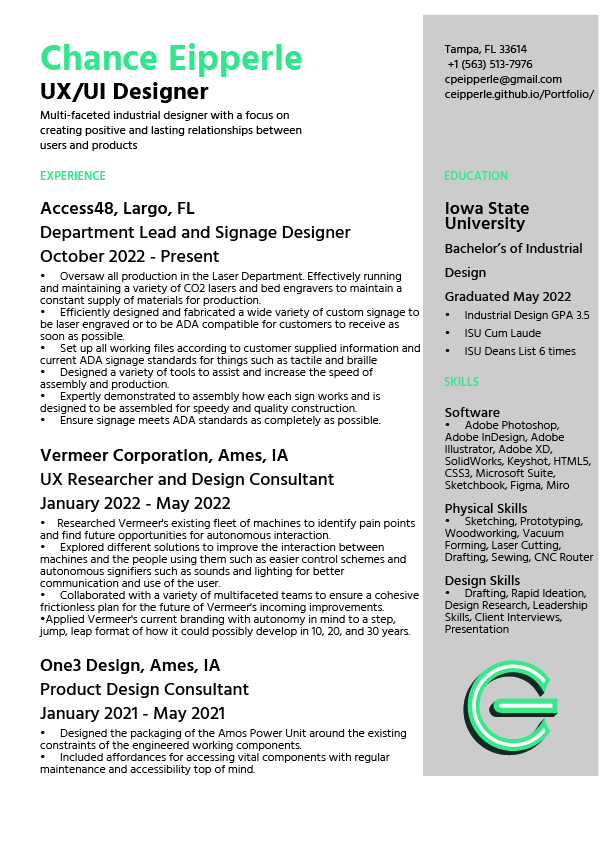 Chance Eipperle
UX/UI Designer
Multi-faceted industrial designer with a focus on
creating positive and lasting relationships between
users and products
EXPERIENCE
Access48, Largo, FL
Department Lead and Signage Designer
October 2022 - Present
• Oversaw all production in the Laser Department. Effectively running
and maintaining a variety of CO2 lasers and bed engravers to maintain a
constant supply of materials for production.
• Efficiently designed and fabricated a wide variety of custom signage to
be laser engraved or to be ADA compatible for customers to receive as
soon as possible.
• Set up all working files according to customer supplied information and
current ADA signage standards for things such as tactile and braille
• Designed a variety of tools to assist and increase the speed of
assembly and production.
• Expertly demonstrated to assembly how each sign works and is
designed to be assembled for speedy and quality construction.
• Ensure signage meets ADA standards as completely as possible.
Vermeer Corporation, Ames, IA
UX Researcher and Design Consultant
January 2022 - May 2022
• Researched Vermeer's existing fleet of machines to identify pain points
and find future opportunities for autonomous interaction.
• Explored different solutions to improve the interaction between
machines and the people using them such as easier control schemes and
autonomous signifiers such as sounds and lighting for better
communication and use of the user.
• Collaborated with a variety of multifaceted teams to ensure a cohesive
frictionless plan for the future of Vermeer's incoming improvements.
•Applied Vermeer's current branding with autonomy in mind to a step,
jump, leap format of how it could possibly develop in 10, 20, and 30 years.
One3 Design, Ames, IA
Product Design Consultant
January 2021 - May 2021
• Designed the packaging of the Amos Power Unit around the existing
constraints of the engineered working components.
• Included affordances for accessing vital components with regular
maintenance and accessibility top of mind.
Tampa, FL 33614
+1 (563) 513-7976
cpeipperle@gmail.com
ceipperle.github.io/Portfolio/
EDUCATION
Iowa State
University
Bachelor's of Industrial
Design
Graduated May 2022
• Industrial Design GPA 3.5
• ISU Cum Laude
• ISU Deans List 6 times
SKILLS
Software
• Adobe Photoshop,
Adobe InDesign, Adobe
Illustrator, Adobe XD,
SolidWorks, Keyshot, HTML5,
CSS3, Microsoft Suite,
Sketchbook, Figma, Miro
Physical Skills
• Sketching, Prototyping,
Woodworking, Vacuum
Forming, Laser Cutting,
Drafting, Sewing, CNC Router
Design Skills
• Drafting, Rapid Ideation,
Design Research, Leadership
Skills, Client Interviews,
Presentation